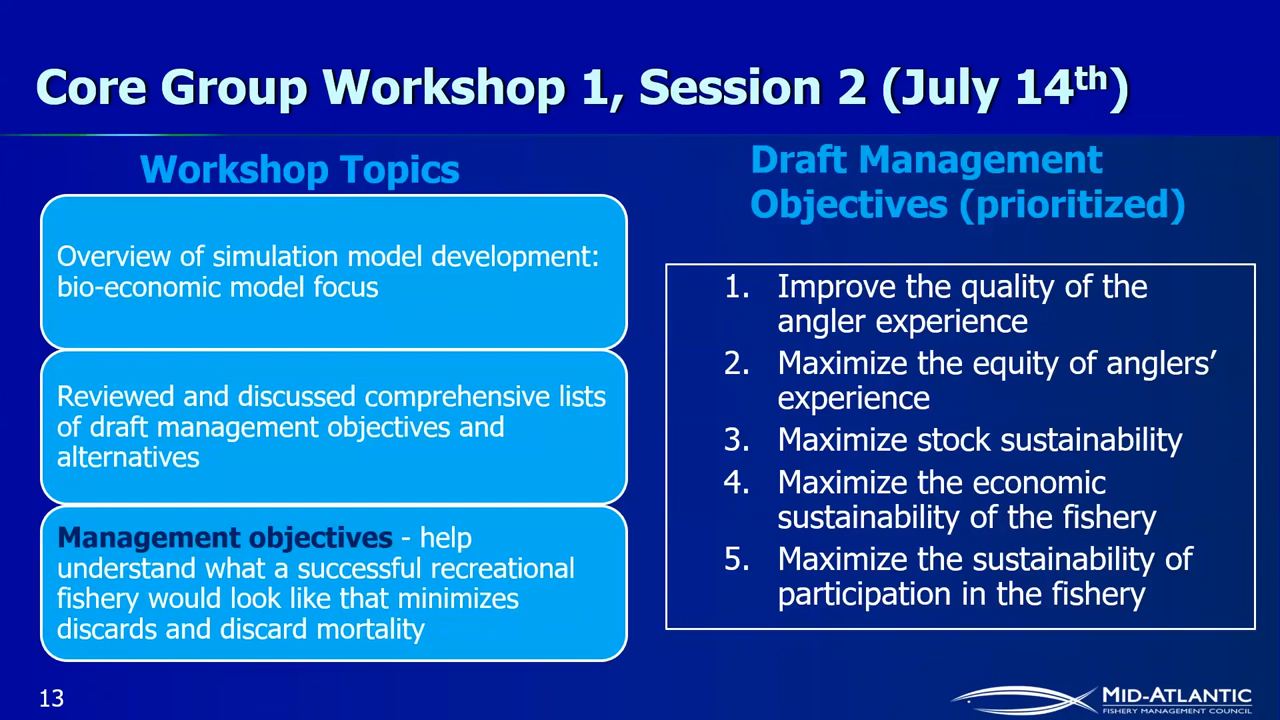 Core Group Workshop 1, Session 2 (July 14th)
Workshop Topics
Overview of simulation model development:
bio-economic model focus
Reviewed and discussed comprehensive lists
of draft management objectives and
alternatives
Management objectives - help
understand what a successful recreational
fishery would look like that minimizes
discards and discard mortality
Draft Management
Objectives (prioritized)
1. Improve the quality of the
angler experience
2. Maximize the equity of anglers’
experience
3. Maximize stock sustainability
4. Maximize the economic
sustainability of the fishery
5. Maximize the sustainability of
participation in the fishery
13
MID-ATLANTIC
FISHERY MANAGEMENT COUNCIL